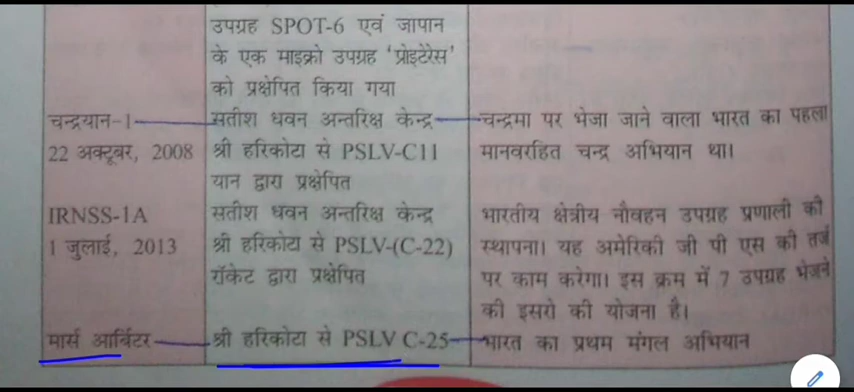 उपग्रह SPOT-6 एवं जापान
के एक माइक्रो उपग्रह 'प्रोइटेरेस'
को प्रक्षेपित किया गया
चन्द्रयान-1
22 अक्टूबर, 2008
सतीश धवन अन्तरिक्ष केन्द्र
श्री हरिकोटा से PSLV-C11
यान द्वारा प्रक्षेपित
चन्द्रमा पर भेजा जाने वाला भारत का पहला
मानवरहित चन्द्र अभियान था।
IRNSS-1A
1 जुलाई, 2013
सतीश धवन अन्तरिक्ष केन्द्र
श्री हरिकोटा से PSLV-(C-22)
रॉकेट द्वारा प्रक्षेपित
भारतीय क्षेत्रीय नौवहन उपग्रह प्रणाली की
स्थापना। यह अमेरिकी जी पी एस की तर्ज
पर काम करेगा। इस क्रम में 7 उपग्रह भेजने
की इसरो की योजना है।
मार्स आर्बिटर
श्री हरिकोटा से PSLV C-25
भारत का प्रथम मंगल अभियान